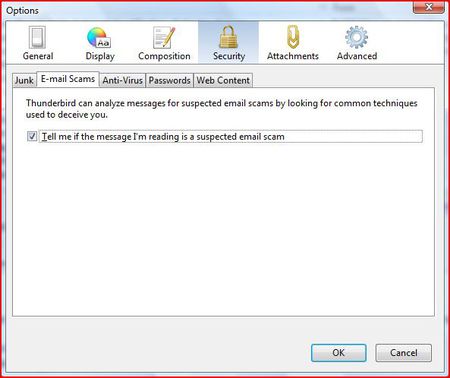 Options
General Display Composition Security Attachments Advanced
Junk E-mail Scams Anti-Virus Passwords Web Content
Thunderbird can analyze messages for suspected email scams by looking for common techniques
used to deceive you.
Tell me if the message I'm reading is a suspected email scam
OK Cancel